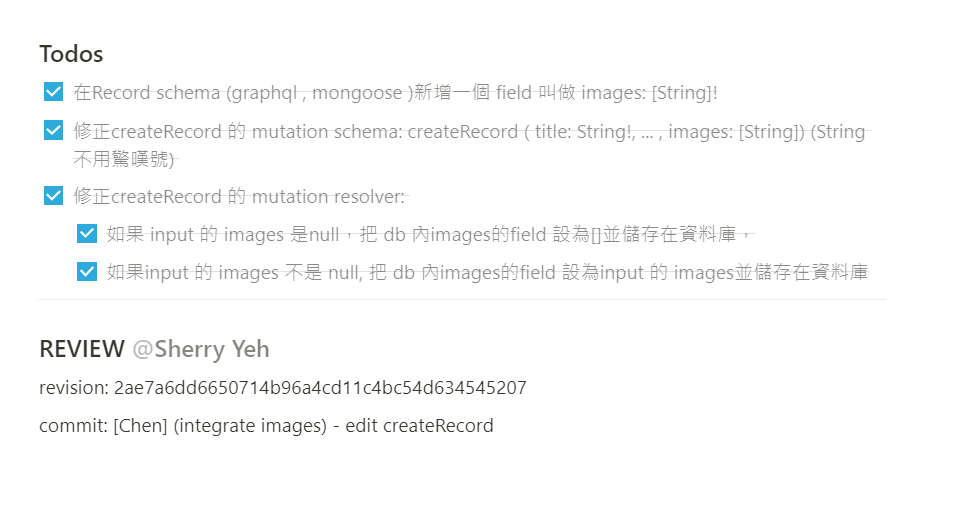 Todos
在Record schema (graphql , mongoose )新增一個 field 叫做 images: [String]!
修正createRecord 的 mutation schema: createRecord ( title: String!, ... , images: [String]) (String
不用驚嘆號)
修正createRecord 的 mutation resolver:
如果 input 的 images 是null，把 db 內images的field 設為[]並儲存在資料庫，
如果input 的 images 不是 null, 把 db 內images的field 設為input 的 images並儲存在資料庫
REVIEW @Sherry Yeh
revision: 2ae7a6dd6650714b96a4cd11c4bc54d634545207
commit: [Chen] (integrate images) - edit createRecord